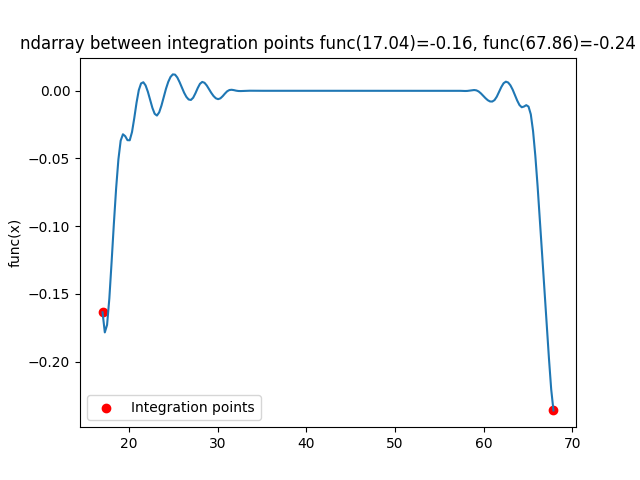 ndarray between integration points func(17.04)=-0.16, func(67.86)=-0.24
0.00
−0.05
−0.10
−0.15
−0.20
func(x)
Integration points
20 30 40 50 60 70